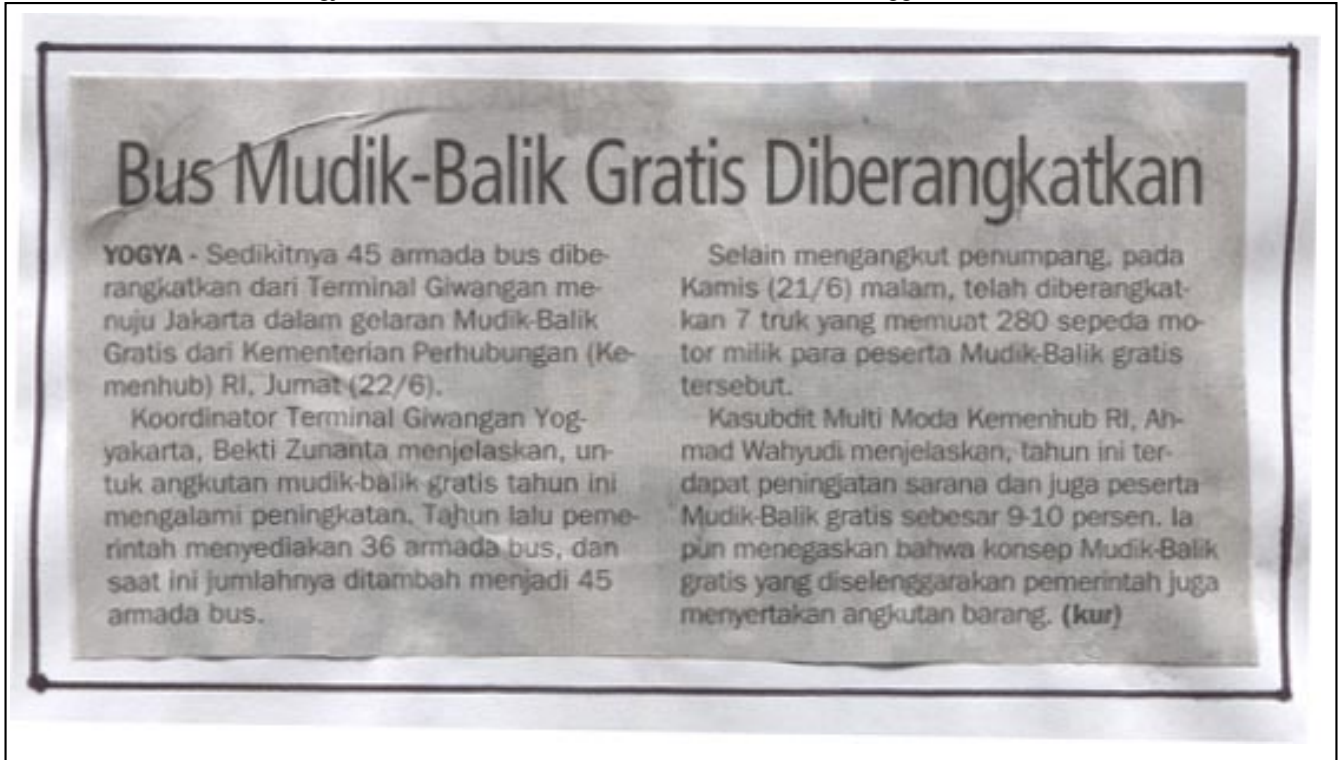 Bus Mudik-Balik Gratis Diberangkatkan
YOGYA - Sedikitnya 45 armada bus dibe-
rangkatkan dari Terminal Giwangan me-
nuju Jakarta dalam gelaran Mudik-Balik
Gratis dari Kementerian Perhubungan (Ke-
menhub) RI, Jumat (22/6).
Koordinator Terminal Giwangan Yog-
yakarta, Bekti Zunanta menjelaskan, un-
tuk angkutan mudik-balik gratis tahun ini
mengalami peningkatan. Tahun lalu peme-
rintah menyediakan 36 armada bus, dan
saat ini jumlahnya ditambah menjadi 45
armada bus.
Selain mengangkut penumpang, pada
Kamis (21/6) malam, telah diberangkat-
kan 7 truk yang memuat 280 sepeda mo-
tor milik para peserta Mudik-Balik gratis
tersebut.
Kasubdit Multi Moda Kemenhub RI, Ah-
mad Wahyudi menjelaskan, tahun ini ter-
dapat peningjatan sarana dan juga peserta
Mudik-Balik gratis sebesar 9-10 persen. Ia
pun menegaskan bahwa konsep Mudik-Balik
gratis yang diselenggarakan pemerintah juga
menyertakan angkutan barang. (kur)